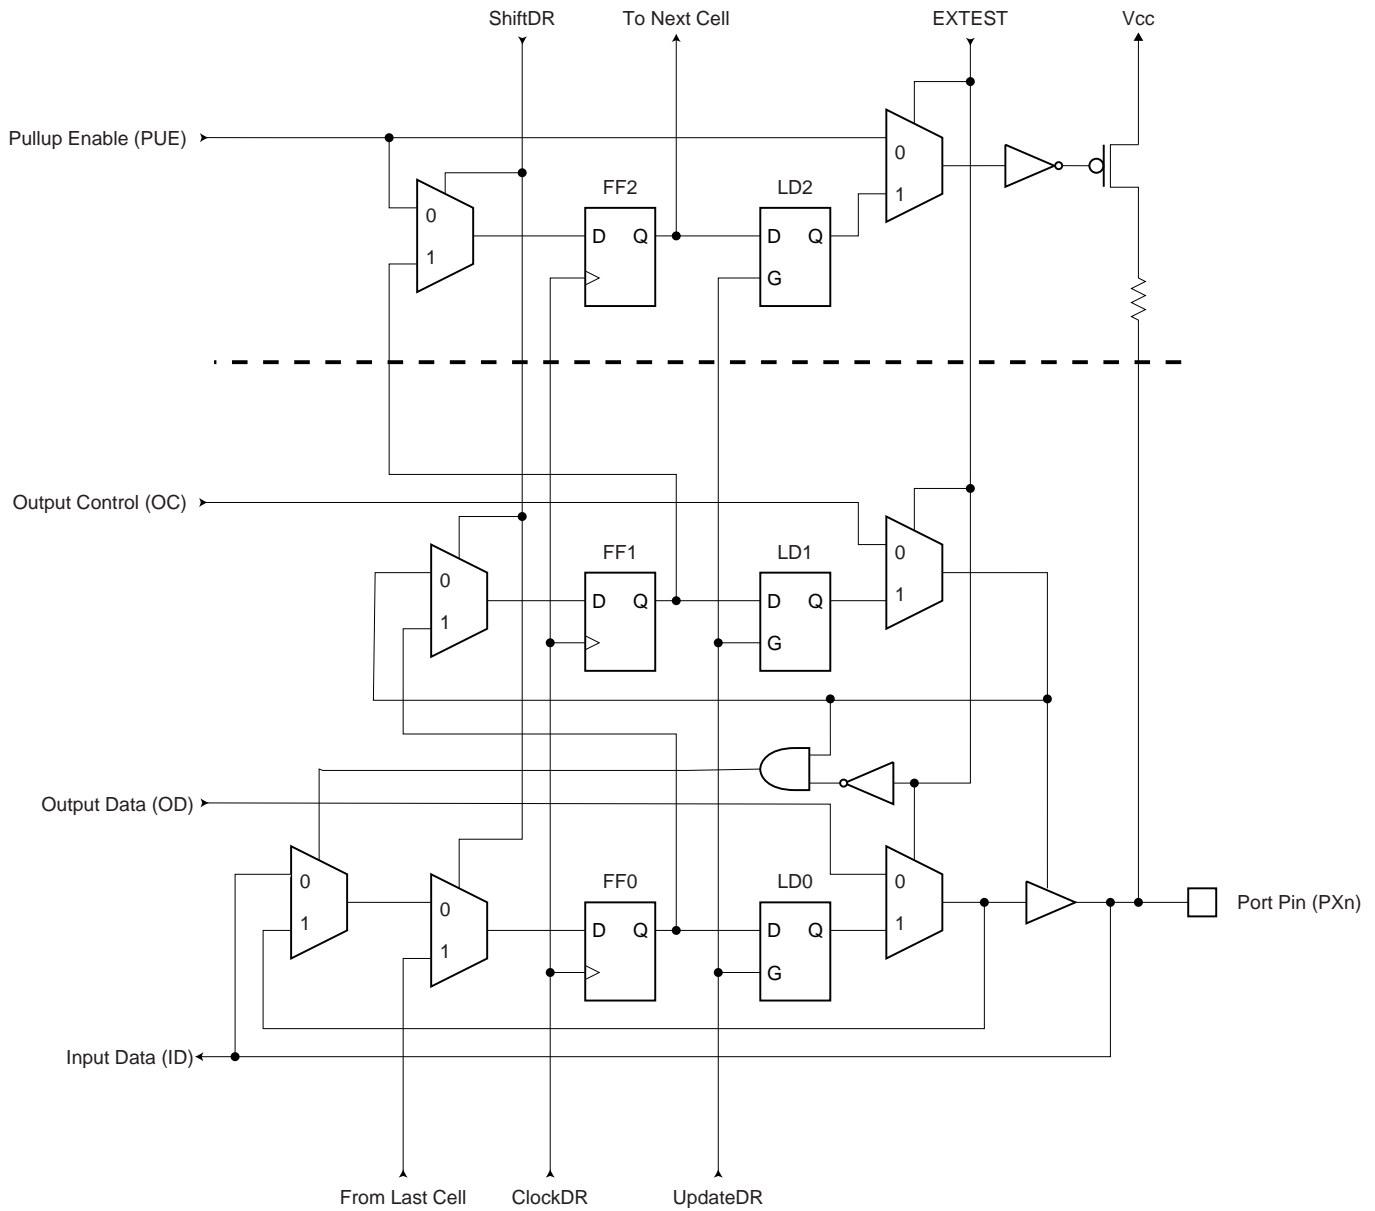 ShiftDR
To Next Cell
EXTEST
Vcc
Pullup Enable (PUE)
0
1
FF2
D Q
LD2
D Q
G
0
1
Output Control (OC)
0
1
FF1
D Q
LD1
D Q
G
0
1
Output Data (OD)
0
1
0
1
FF0
D Q
LD0
D Q
G
0
1
Port Pin (PXn)
Input Data (ID)
From Last Cell
ClockDR
UpdateDR